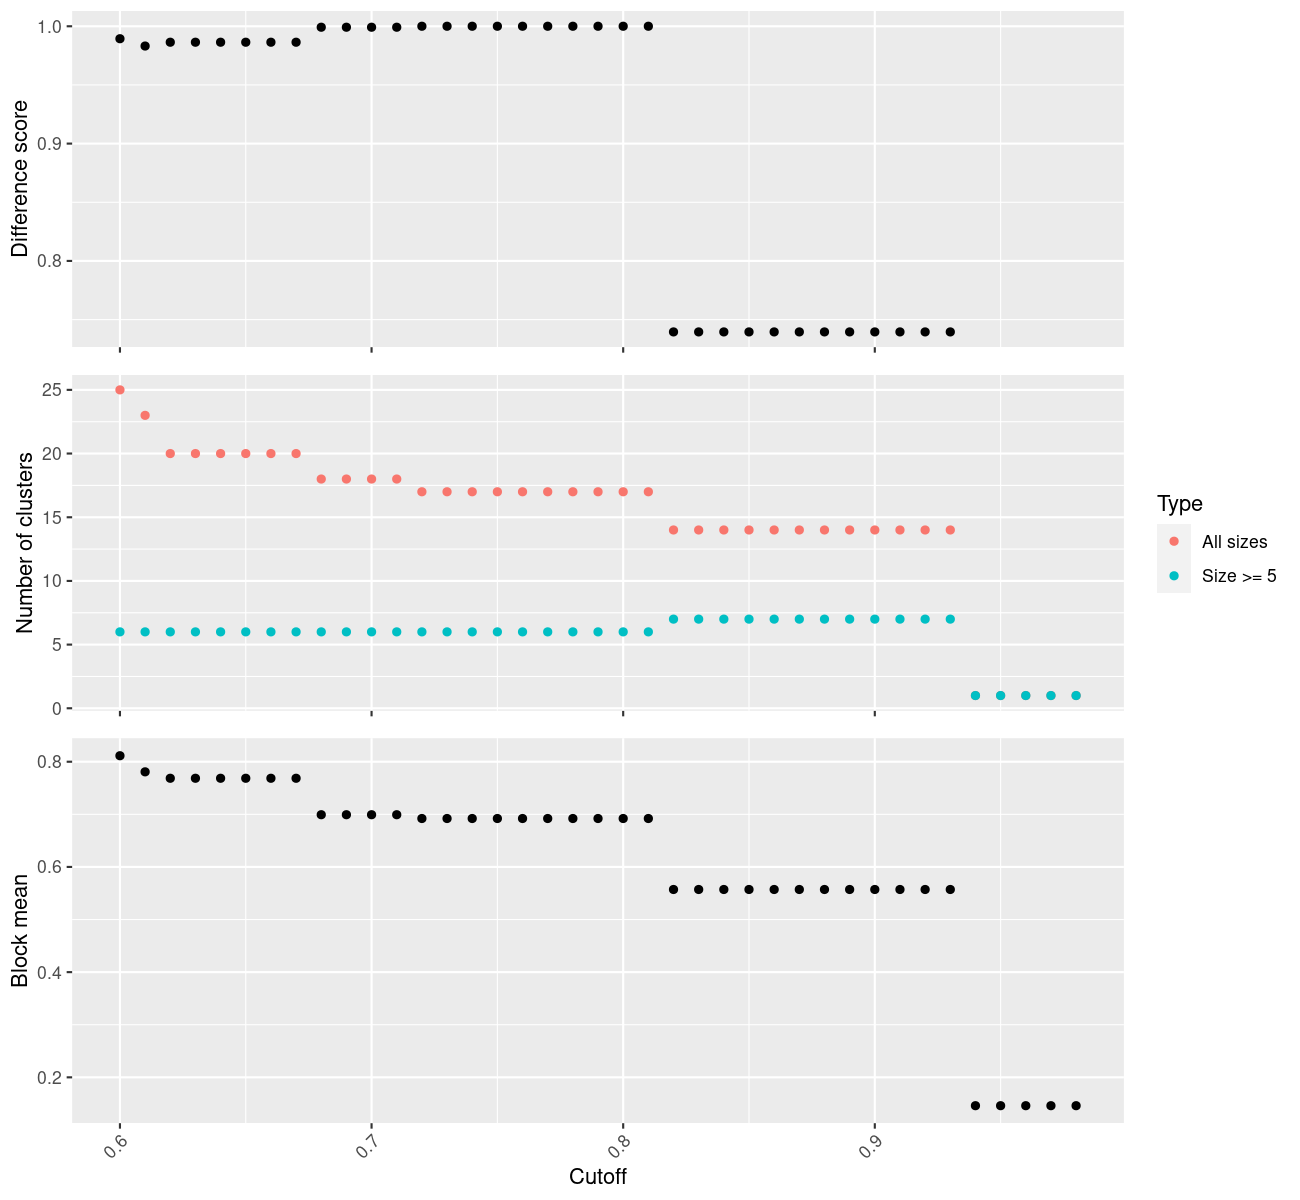 Difference score
1.0
0.9
0.8
Number of clusters
25
20
15
10
5
0
Type
All sizes
Size >= 5
Block mean
0.8
0.6
0.4
0.2
0.6
0.7
0.8
0.9
Cutoff